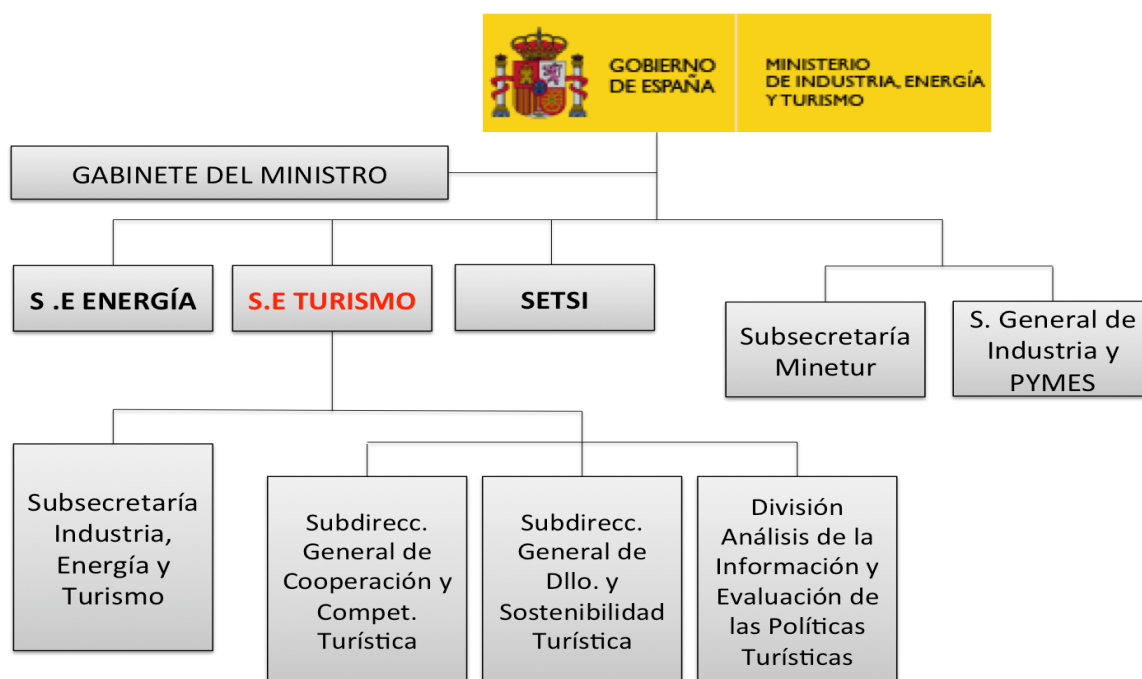 GOBIERNO
DE ESPAÑA
MINISTERIO
DE INDUSTRIA, ENERGÍA
Y TURISMO
GABINETE DEL MINISTRO
S .E ENERGÍA
S.E TURISMO
SETSI
Subsecretaría
Minetur
S. General de
Industria y
PYMES
Subsecretaría
Industria,
Energía y
Turismo
Subdirecc.
General de
Cooperación y
Compet.
Turística
Subdirecc.
General de
Dllo. y
Sostenibilidad
Turística
División
Análisis de la
Información y
Evaluación de
las Políticas
Turísticas